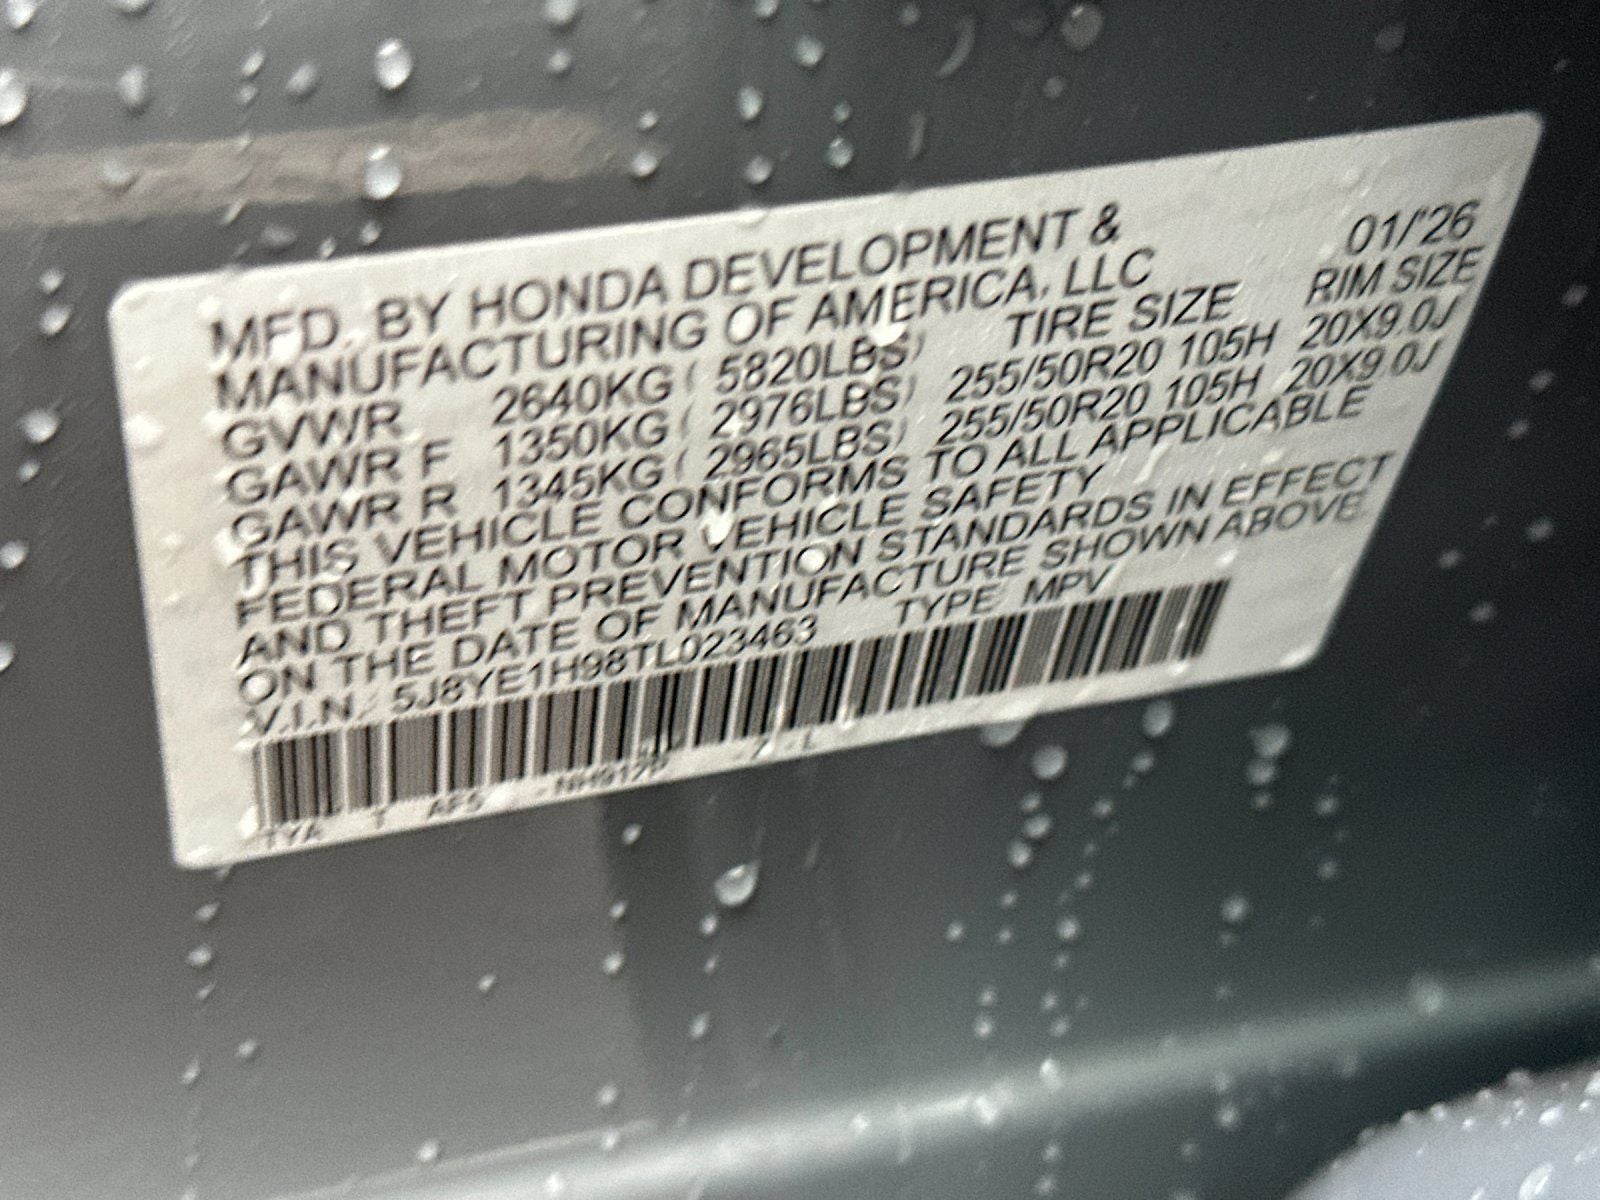 MFD. BY HONDA DEVELOPMENT & 01/'26
MANUFACTURING OF AMERICA, LLC RIM SIZE
TIRE SIZE
GVWR 2640KG ( 5820LBS)
GAWR F 1350KG ( 2976LBS) 255/50R20 105H 20X9.0J
GAWR R 1345KG ( 2965LBS) 255/50R20 105H 20X9.0J
THIS VEHICLE CONFORMS TO ALL APPLICABLE
FEDERAL MOTOR VEHICLE SAFETY
AND THEFT PREVENTION STANDARDS IN EFFECT
ON THE DATE OF MANUFACTURE SHOWN ABOVE.
V.I.N.: 5J8YE1H98TL023463 TYPE: MPV
TYA T AFS - NH912P - Z - L